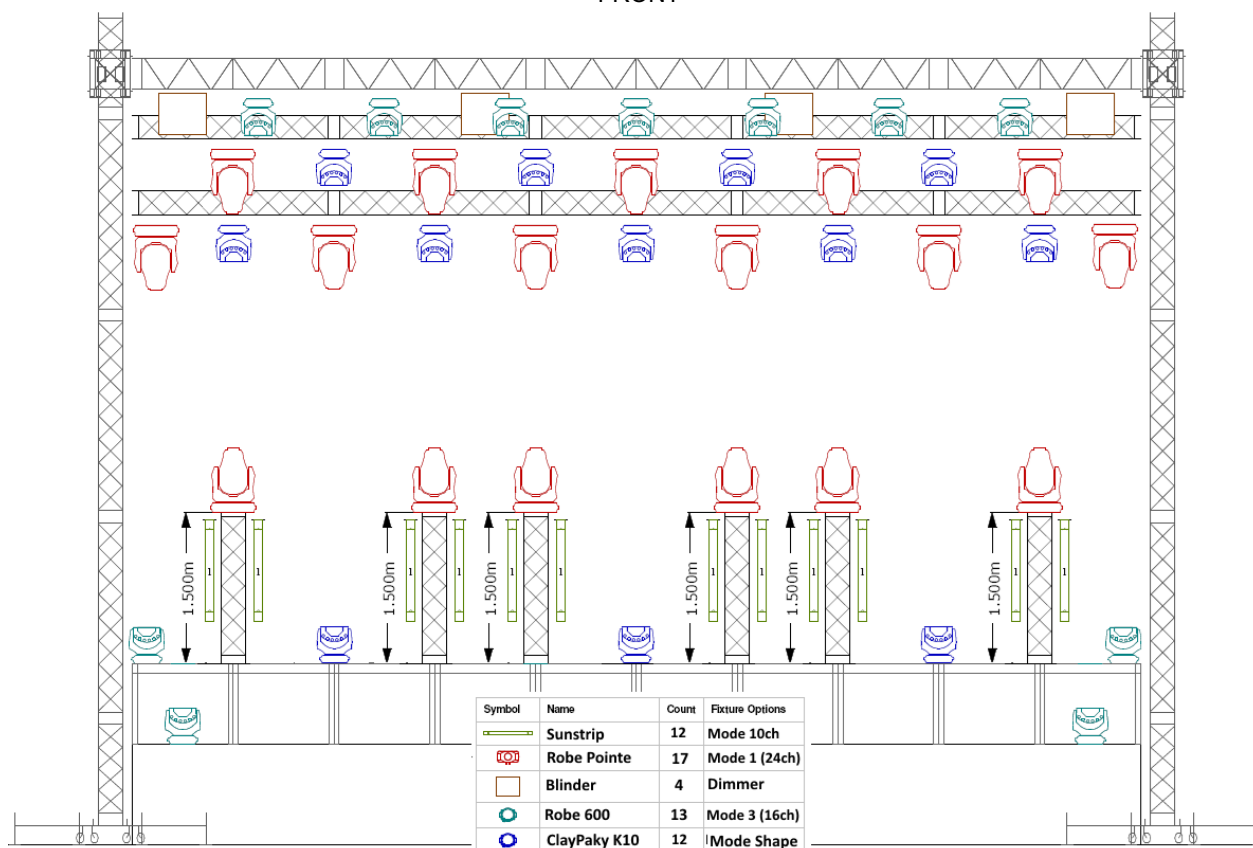 FRONT
1.500m 1.500m 1.500m 1.500m 1.500m 1.500m
1 1 1 1 1 1 1 1 1 1 1 1
Symbol Name Count Fixture Options
Sunstrip 12 Mode 10ch
Robe Pointe 17 Mode 1 (24ch)
Blinder 4 Dimmer
Robe 600 13 Mode 3 (16ch)
ClayPaky K10 12 Mode Shape